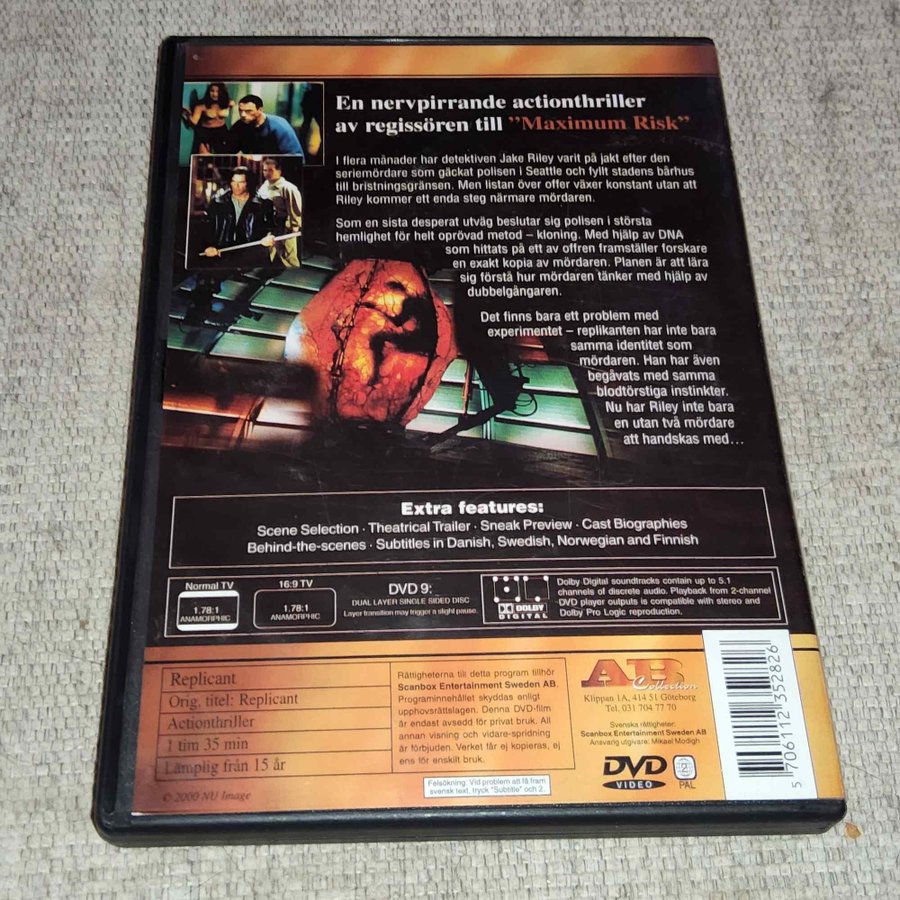 En nervpirrande actionthriller
av regissören till ”Maximum Risk”
I flera månader har detektiven Jake Riley varit på jakt efter den
seriemördare som gäckat polisen i Seattle och fyllt stadens bårhus
till bristningsgränsen. Men listan över offer växer konstant utan att
Riley kommer ett enda steg närmare mördaren.
Som en sista desperat utväg beslutar sig polisen i största
hemlighet för helt oprövad metod – kloning. Med hjälp av DNA
som hittats på ett av offren framställer forskare
en exakt kopia av mördaren. Planen är att lära
sig förstå hur mördaren tänker med hjälp av
dubbelgångaren.
Det finns bara ett problem med
experimentet – replikanten har inte bara
samma identitet som
mördaren. Han har även
begåvats med samma
blodtörstiga instinkter.
Nu har Riley inte bara
en utan två mördare
att handskas med...
Extra features:
Scene Selection · Theatrical Trailer · Sneak Preview · Cast Biographies
Behind-the-scenes · Subtitles in Danish, Swedish, Norwegian and Finnish
Normal TV
1.78:1
ANAMORPHIC
16:9 TV
1.78:1
ANAMORPHIC
DVD 9:
DUAL LAYER SINGLE SIDED DISC
Layer transition may trigger a slight pause.
DOLBY
DIGITAL
Dolby Digital soundtracks contain up to 5.1
channels of discrete audio. Playback from 2-channel
DVD player outputs is compatible with stereo and
Dolby Pro Logic reproduction.
Replicant
Orig. titel: Replicant
Actionthriller
1 tim 35 min
Lämplig från 15 år
© 2000 NU Image
Rättigheterna till detta program tillhör
Scanbox Entertainment Sweden AB.
Programinnehållet skyddas enligt
upphovsrättslagen. Denna DVD-film
är endast avsedd för privat bruk. All
annan visning och vidare-spridning
är förbjuden. Verket får ej kopieras, ej
ens för enskilt bruk.
Felsökning: Vid problem att få fram
svensk text, tryck "Subtitle" och 2.
AB
Collection
Klippan 1A, 414 51 Göteborg
Tel. 031 704 77 70
Svenska rättigheter:
Scanbox Entertainment Sweden AB
Ansvarig utgivare: Mikael Modigh
DVD
VIDEO
PAL
5 706112 352826